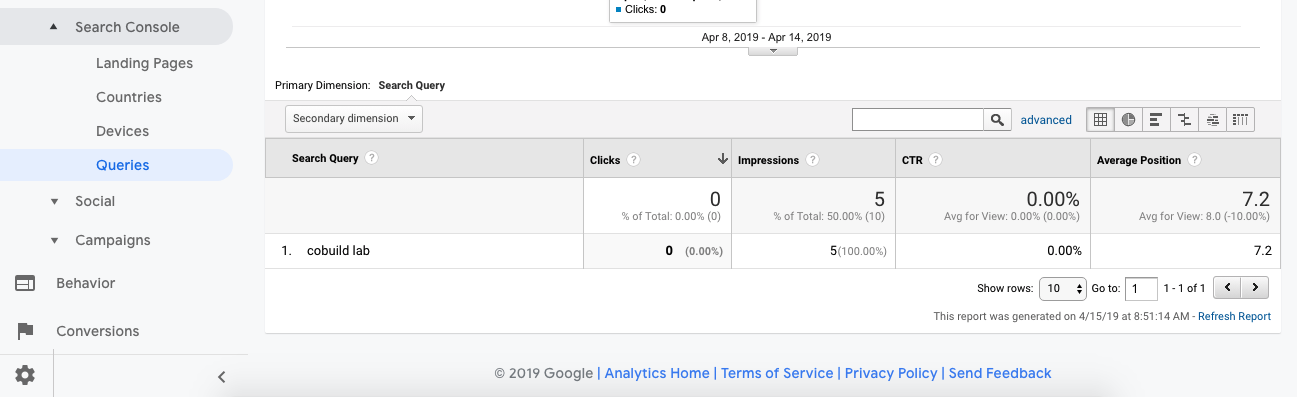 Clicks: 0
Apr 8, 2019 - Apr 14, 2019
Search Console
Landing Pages
Countries
Devices
Queries
Social
Campaigns
Behavior
Conversions
Primary Dimension: Search Query
Secondary dimension
advanced
Search Query ? Clicks ? Impressions ? CTR ? Average Position ?
0 5 0.00% 7.2
% of Total: 0.00% (0) % of Total: 50.00% (10) Avg for View: 0.00% (0.00%) Avg for View: 8.0 (-10.00%)
1. cobuild lab 0 (0.00%) 5(100.00%) 0.00% 7.2
Show rows: 10 Go to: 1 1 - 1 of 1
This report was generated on 4/15/19 at 8:51:14 AM - Refresh Report
© 2019 Google | Analytics Home | Terms of Service | Privacy Policy | Send Feedback